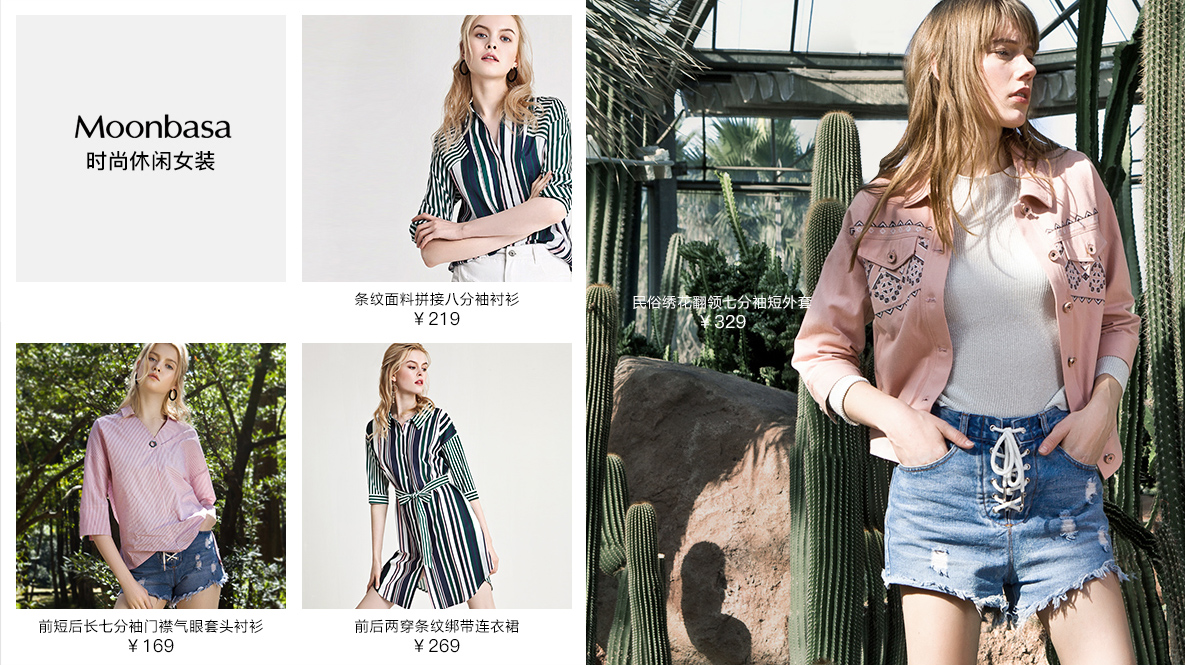 Moonbasa
时尚休闲女装
条纹面料拼接八分袖衬衫
¥219
民俗绣花翻领七分袖短外套
¥329
前短后长七分袖门襟气眼套头衬衫
¥169
前后两穿条纹绑带连衣裙
¥269